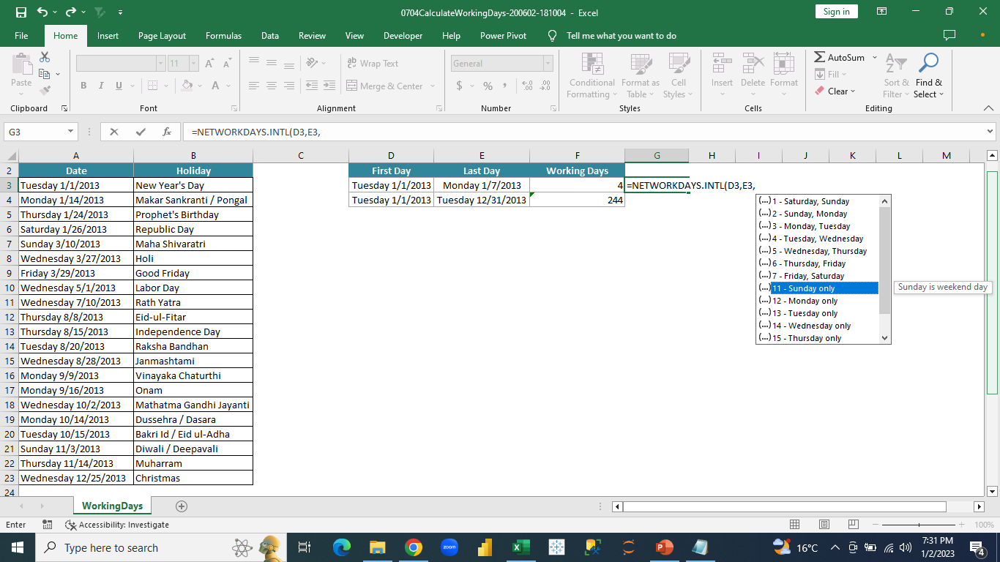 0704CalculateWorkingDays-200602-181004 - Excel
Sign in
File Home Insert Page Layout Formulas Data Review View Developer Help Power Pivot Tell me what you want to do
Paste
Clipboard
11
B I U A
Font
Wrap Text
Merge & Center
Alignment
General
$ % ,
Number
Conditional Formatting
Format as Table
Cell Styles
Styles
Insert Delete Format
Cells
AutoSum
Fill
Clear
Sort & Filter
Find & Select
Editing
G3 fx =NETWORKDAYS.INTL(D3,E3,
A B C D E F G H I J K L M
2 Date Holiday First Day Last Day Working Days
3 Tuesday 1/1/2013 New Year's Day Tuesday 1/1/2013 Monday 1/7/2013 4 =NETWORKDAYS.INTL(D3,E3,
4 Monday 1/14/2013 Makar Sankranti / Pongal Tuesday 1/1/2013 Tuesday 12/31/2013 244
5 Thursday 1/24/2013 Prophet's Birthday
6 Saturday 1/26/2013 Republic Day
7 Sunday 3/10/2013 Maha Shivaratri
8 Wednesday 3/27/2013 Holi
9 Friday 3/29/2013 Good Friday
10 Wednesday 5/1/2013 Labor Day
11 Wednesday 7/10/2013 Rath Yatra
12 Thursday 8/8/2013 Eid-ul-Fitar
13 Thursday 8/15/2013 Independence Day
14 Tuesday 8/20/2013 Raksha Bandhan
15 Wednesday 8/28/2013 Janmashtami
16 Monday 9/9/2013 Vinayaka Chaturthi
17 Monday 9/16/2013 Onam
18 Wednesday 10/2/2013 Mathatma Gandhi Jayanti
19 Monday 10/14/2013 Dussehra / Dasara
20 Tuesday 10/15/2013 Bakri Id / Eid ul-Adha
21 Sunday 11/3/2013 Diwali / Deepavali
22 Thursday 11/14/2013 Muharram
23 Wednesday 12/25/2013 Christmas
24
(...) 1 - Saturday, Sunday
(...) 2 - Sunday, Monday
(...) 3 - Monday, Tuesday
(...) 4 - Tuesday, Wednesday
(...) 5 - Wednesday, Thursday
(...) 6 - Thursday, Friday
(...) 7 - Friday, Saturday
(...) 11 - Sunday only
(...) 12 - Monday only
(...) 13 - Tuesday only
(...) 14 - Wednesday only
(...) 15 - Thursday only
Sunday is weekend day
WorkingDays
Enter Accessibility: Investigate 100%
Type here to search
zoom
16°C
7:31 PM
1/2/2023
4